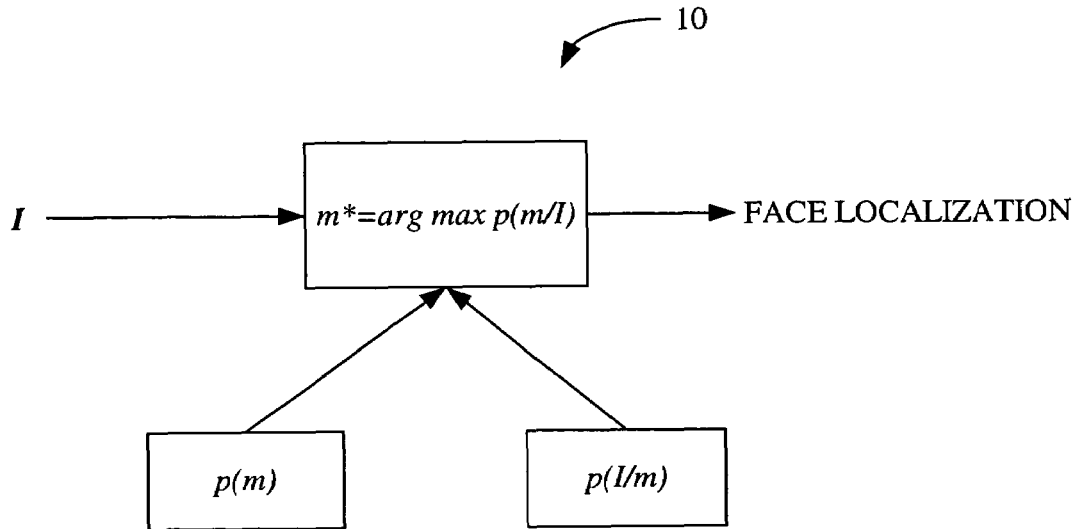 10
I
m*=arg max p(m/I)
FACE LOCALIZATION
p(m)
p(I/m)